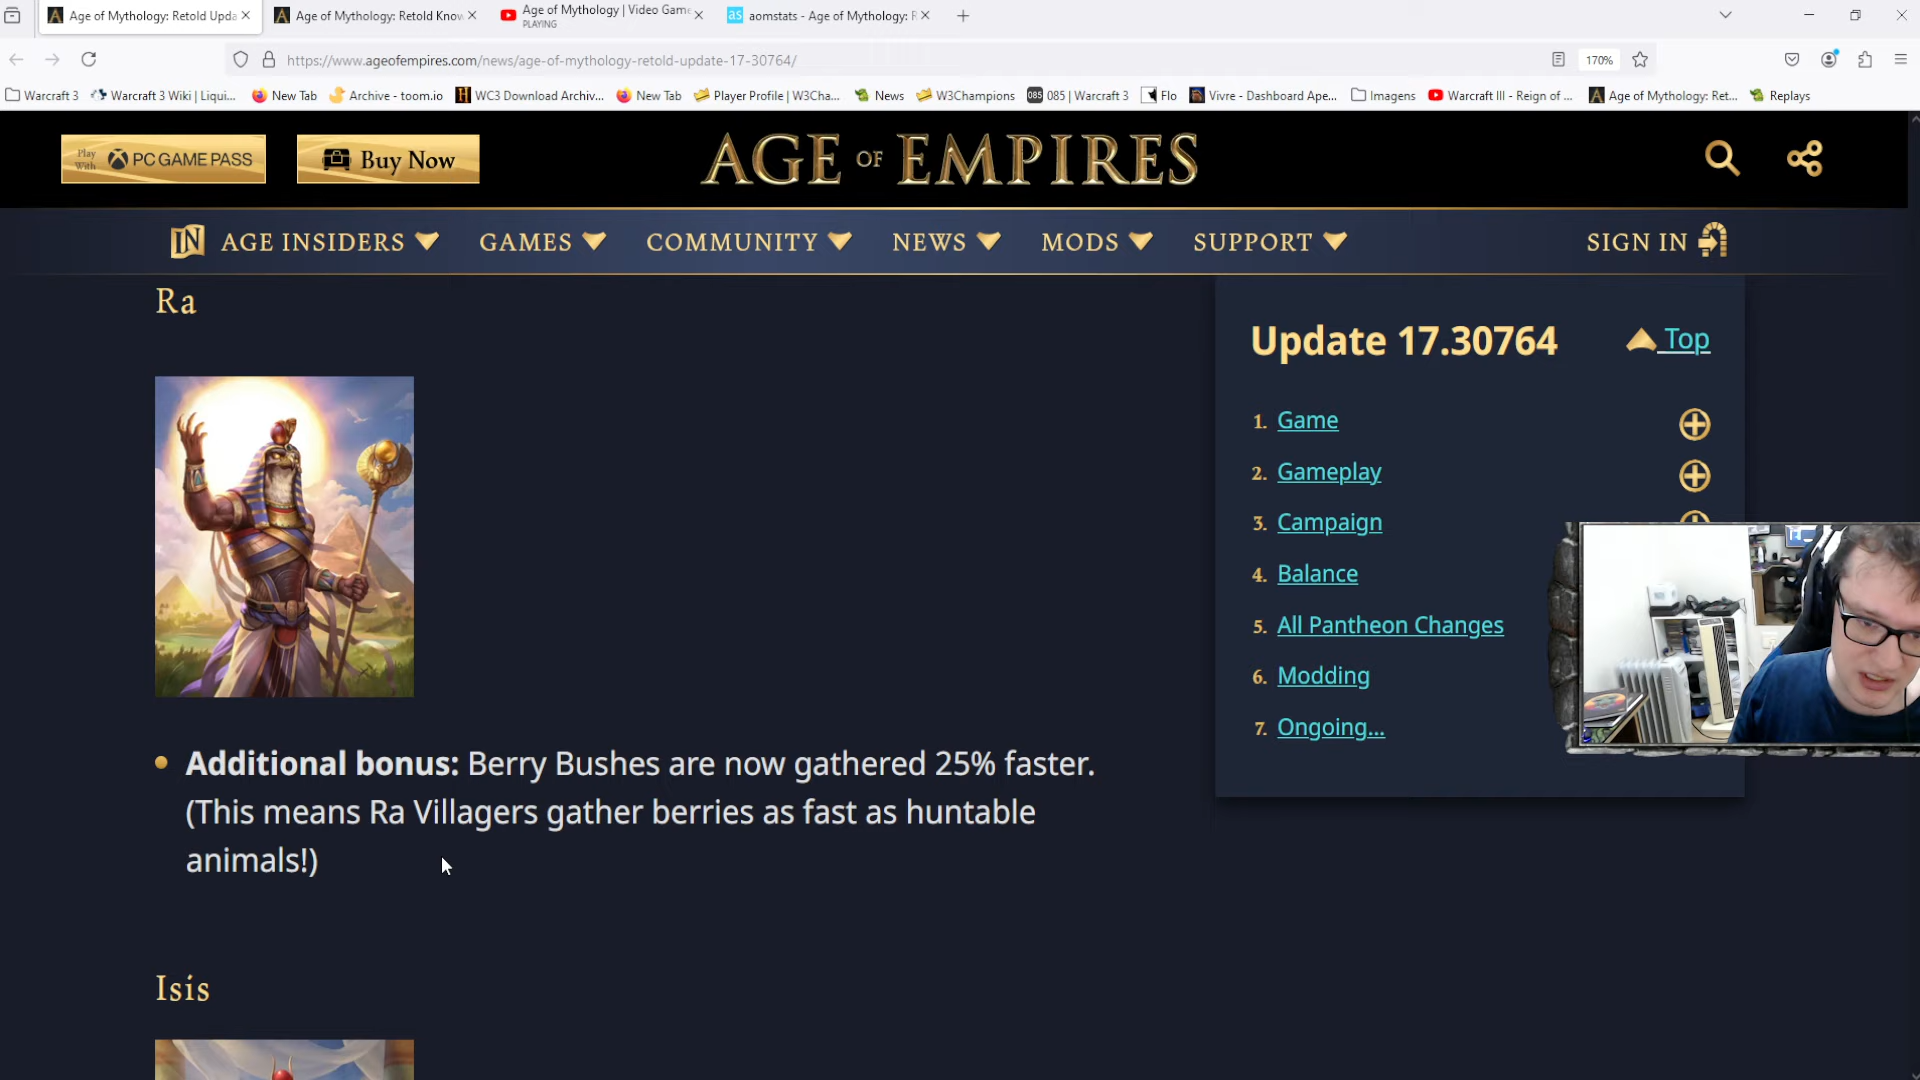 Age of Mythology: Retold Upda
Age of Mythology: Retold Know
Age of Mythology | Video Game
PLAYING
aomstats - Age of Mythology: R
https://www.ageofempires.com/news/age-of-mythology-retold-update-17-30764/
170%
Warcraft 3
Warcraft 3 Wiki | Liqui...
New Tab
Archive - toom.io
WC3 Download Archiv...
New Tab
Player Profile | W3Cha...
News
W3Champions
085 | Warcraft 3
Flo
Vivre - Dashboard Ape...
Imagens
Warcraft III - Reign of ...
Age of Mythology: Ret...
Replays
Play With PC GAME PASS
Buy Now
AGE OF EMPIRES
AGE INSIDERS
GAMES
COMMUNITY
NEWS
MODS
SUPPORT
SIGN IN
Ra
Additional bonus: Berry Bushes are now gathered 25% faster.
(This means Ra Villagers gather berries as fast as huntable
animals!)
Isis
Update 17.30764
Top
1. Game
2. Gameplay
3. Campaign
4. Balance
5. All Pantheon Changes
6. Modding
7. Ongoing...